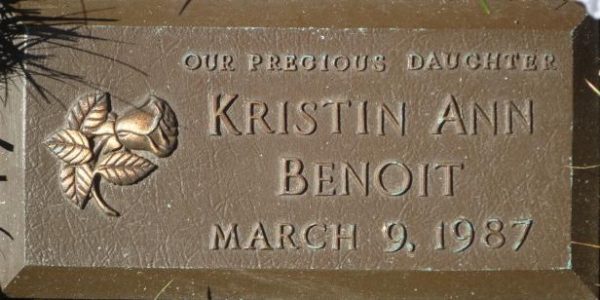 OUR PRECIOUS DAUGHTER
KRISTIN ANN
BENOIT
MARCH 9, 1987